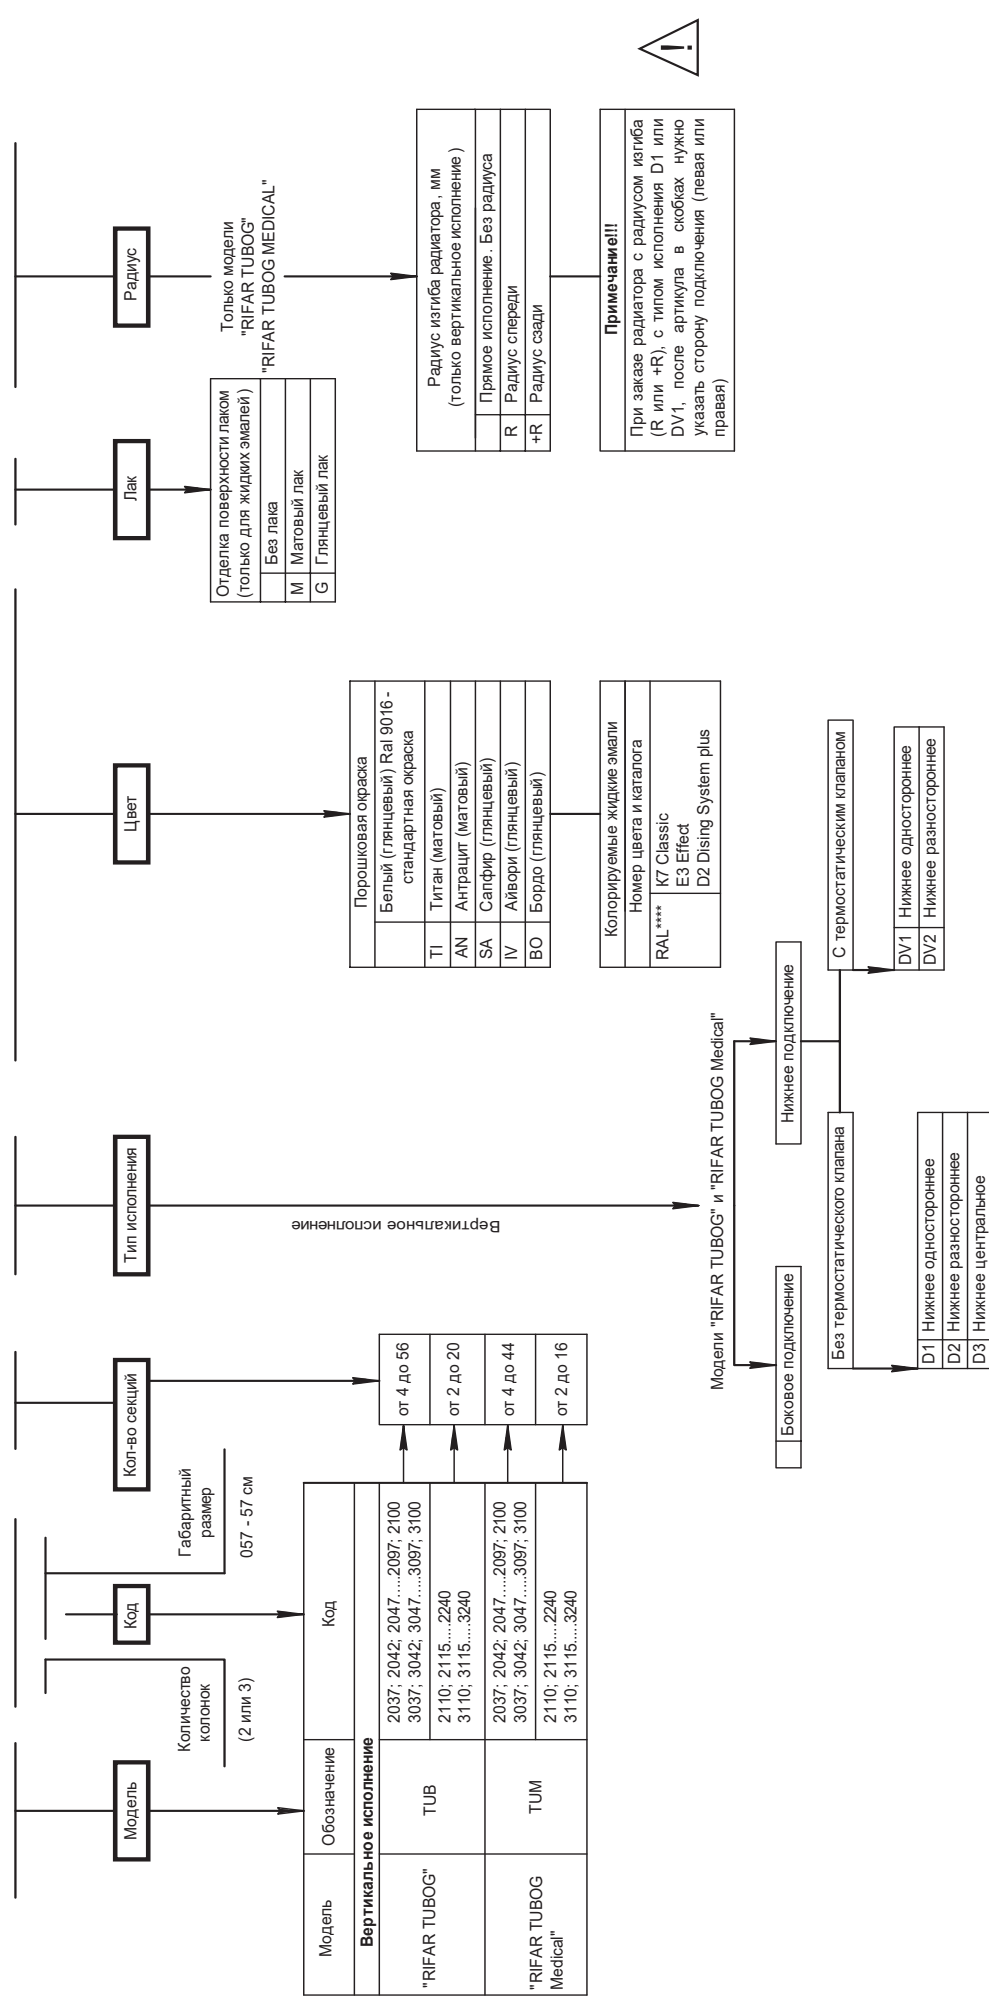 Модель
Код
Кол-во секций
Тип исполнения
Цвет
Лак
Радиус
Количество
колонок
(2 или 3)
Габаритный
размер
057 - 57 см
Модель
Обозначение
Код
Вертикальное исполнение
"RIFAR TUBOG"
TUB
2037; 2042; 2047.....2097; 2100
3037; 3042; 3047.....3097; 3100
от 4 до 56
2110; 2115.....2240
3110; 3115.....3240
от 2 до 20
"RIFAR TUBOG
Medical"
TUM
2037; 2042; 2047.....2097; 2100
3037; 3042; 3047.....3097; 3100
от 4 до 44
2110; 2115.....2240
3110; 3115.....3240
от 2 до 16
Вертикальное исполнение
Модели "RIFAR TUBOG" и "RIFAR TUBOG Medical"
Боковое подключение
Нижнее подключение
Без термостатического клапана
С термостатическим клапаном
D1 Нижнее одностороннее
D2 Нижнее разностороннее
D3 Нижнее центральное
DV1 Нижнее одностороннее
DV2 Нижнее разностороннее
Порошковая окраска
Белый (глянцевый) Ral 9016 -
стандартная окраска
TI Титан (матовый)
AN Антрацит (матовый)
SA Сапфир (глянцевый)
IV Айвори (глянцевый)
BO Бордо (глянцевый)
Колорируемые жидкие эмали
Номер цвета и каталога
RAL**** K7 Classic
E3 Effect
D2 Dising System plus
Отделка поверхности лаком
(только для жидких эмалей)
Без лака
M Матовый лак
G Глянцевый лак
Только модели
"RIFAR TUBOG"
"RIFAR TUBOG MEDICAL"
Радиус изгиба радиатора, мм
(только вертикальное исполнение)
Прямое исполнение. Без радиуса
R Радиус спереди
+R Радиус сзади
Примечание!!!
При заказе радиатора с радиусом изгиба
(R или +R), с типом исполнения D1 или
DV1, после артикула в скобках нужно
указать сторону подключения (левая или
правая)
!